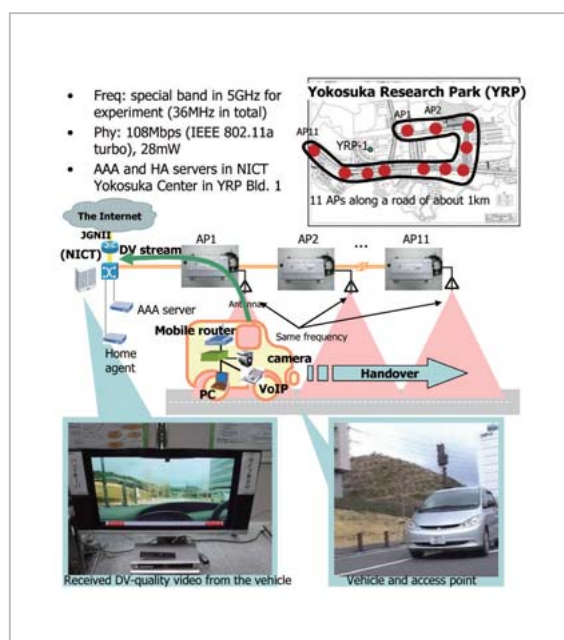 • Freq: special band in 5GHz for
experiment (36MHz in total)
• Phy: 108Mbps (IEEE 802.11a
turbo), 28mW
• AAA and HA servers in NICT
Yokosuka Center in YRP Bld. 1
Yokosuka Research Park (YRP)
AP1
AP2
AP11
YRP-1
11 APs along a road of about 1km
The Internet
JGNII
(NICT)
DV stream
AP1
AP2
...
AP11
Antenna
Same frequency
AAA server
Home
agent
Mobile router
camera
PC
VoIP
Handover
Received DV-quality video from the vehicle
Vehicle and access point